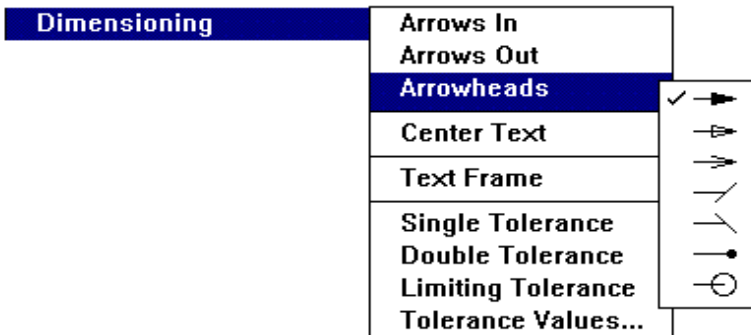 Dimensioning
Arrows In
Arrows Out
Arrowheads
Center Text
Text Frame
Single Tolerance
Double Tolerance
Limiting Tolerance
Tolerance Values...